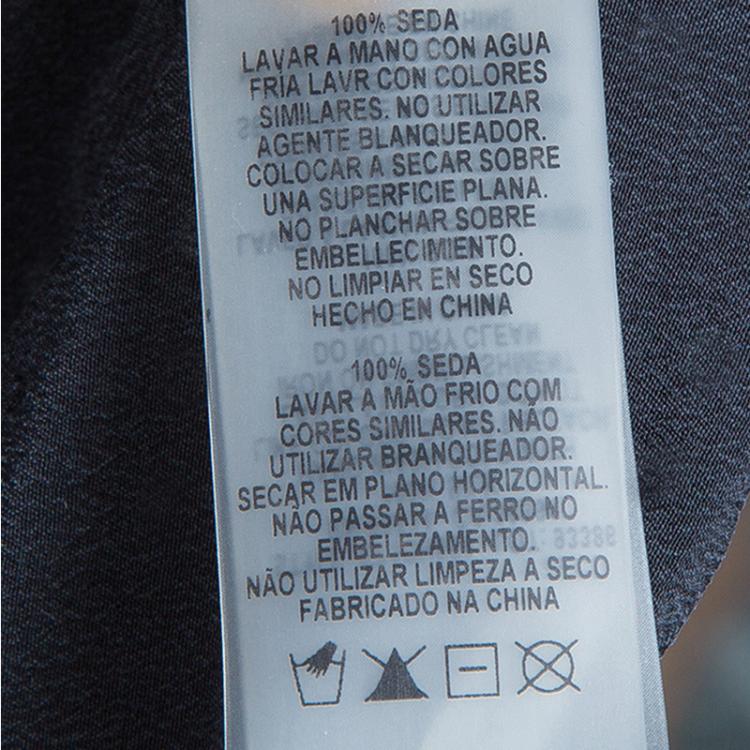 100% SEDA
LAVAR A MANO CON AGUA
FRIA LAVR CON COLORES
SIMILARES. NO UTILIZAR
AGENTE BLANQUEADOR.
COLOCAR A SECAR SOBRE
UNA SUPERFICIE PLANA.
NO PLANCHAR SOBRE
EMBELLECIMIENTO.
NO LIMPIAR EN SECO
HECHO EN CHINA
100% SEDA
LAVAR A MÃO FRIO COM
CORES SIMILARES. NÃO
UTILIZAR BRANQUEADOR.
SECAR EM PLANO HORIZONTAL.
NÃO PASSAR A FERRO NO
EMBELEZAMENTO.
NÃO UTILIZAR LIMPEZA A SECO
FABRICADO NA CHINA